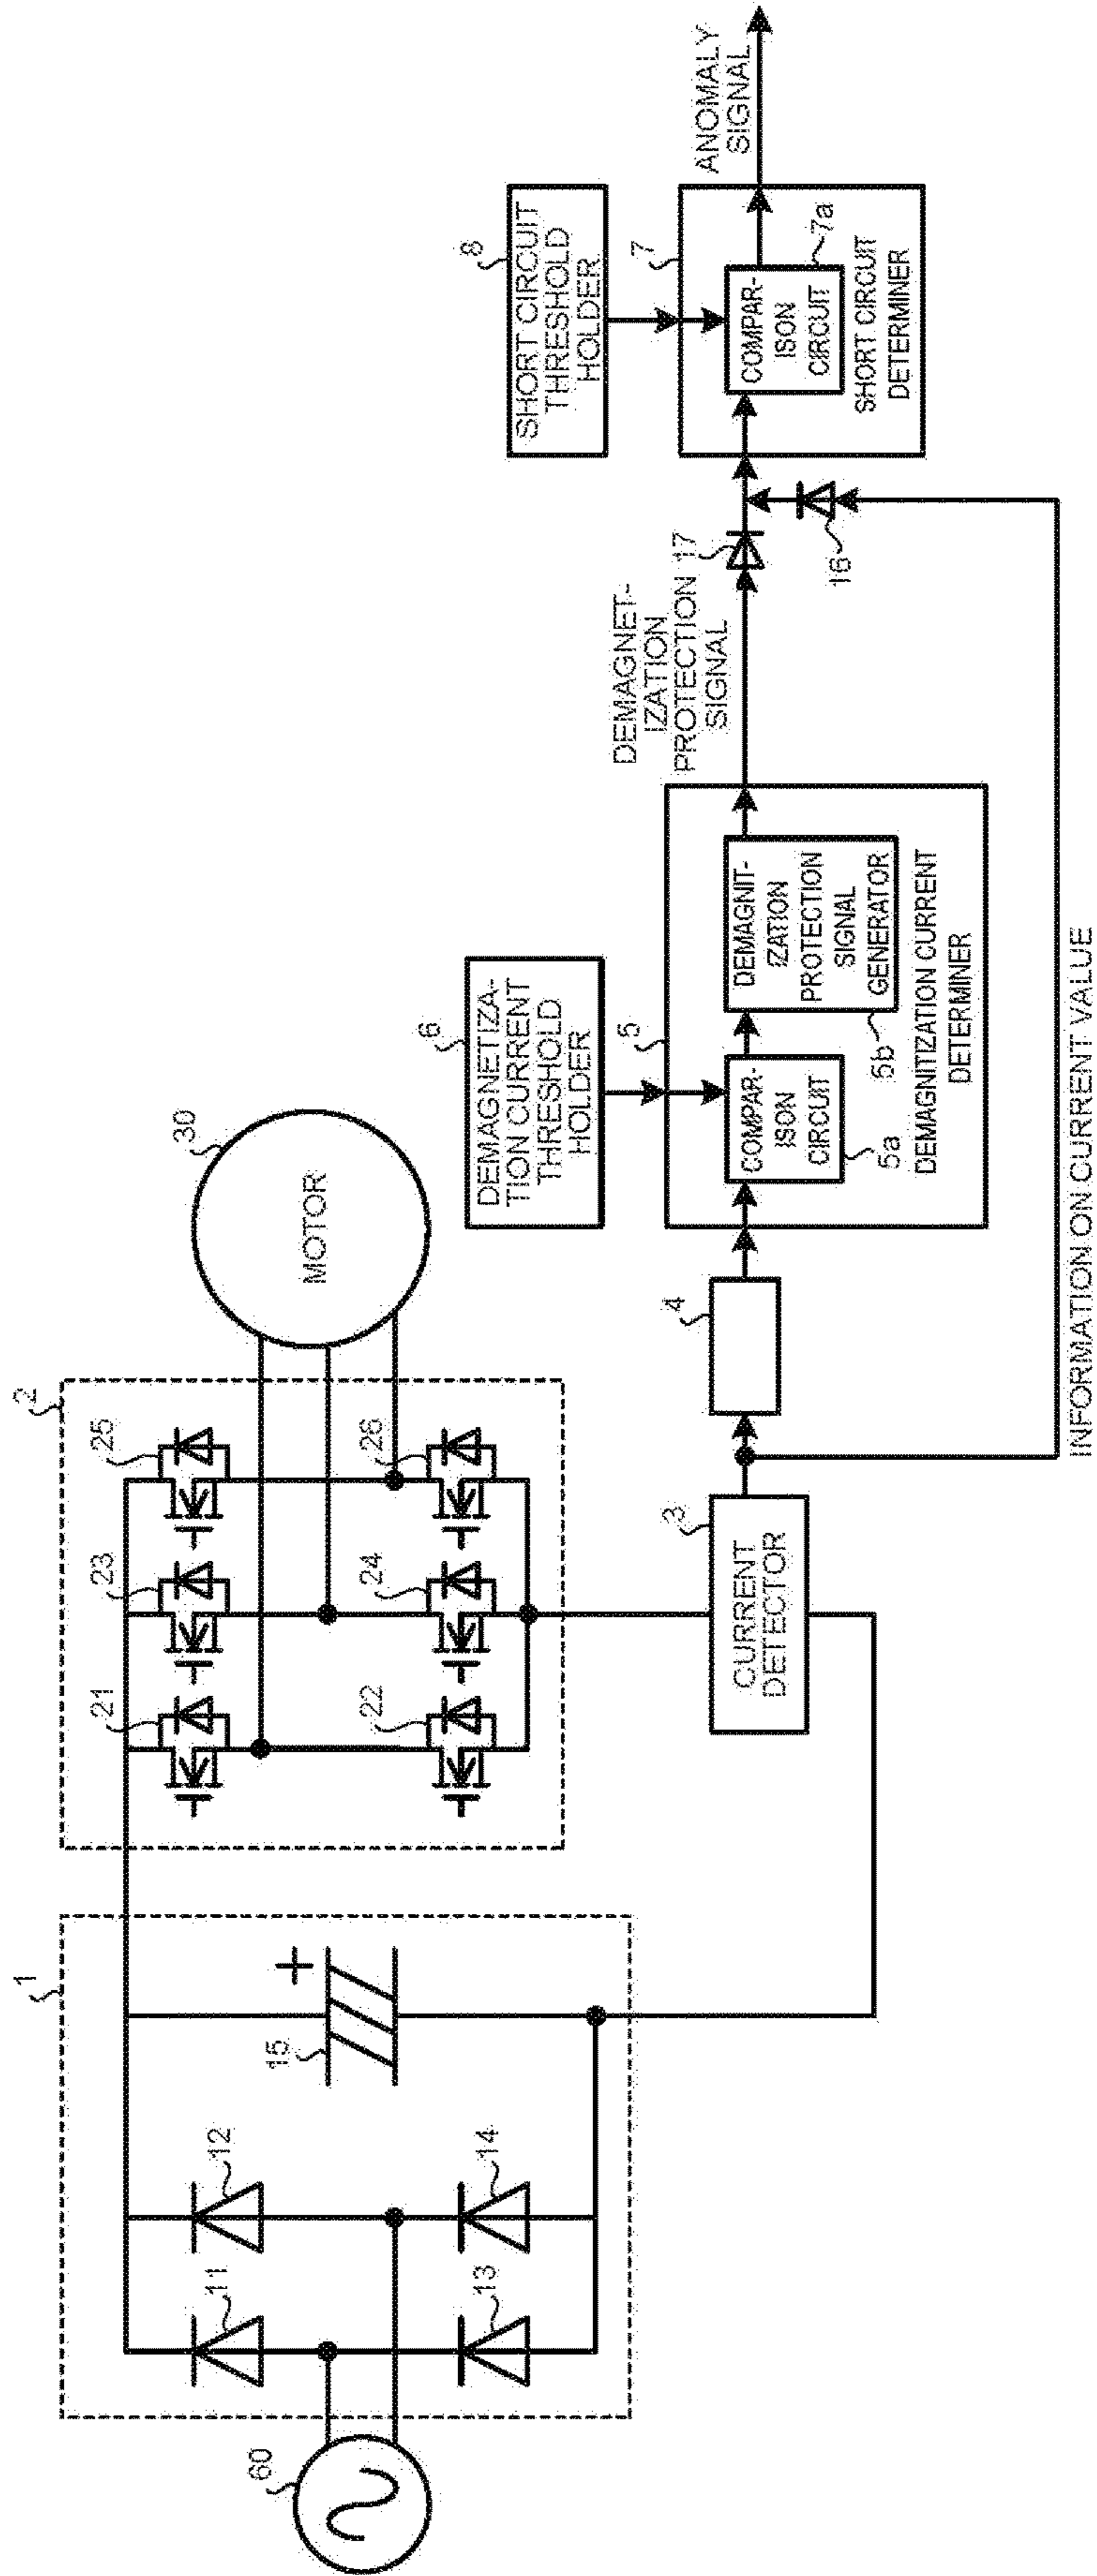 60
1
11
12
13
14
15
+
2
21
23
25
22
24
26
30
MOTOR
3
CURRENT
DETECTOR
4
6
DEMAGNETIZA-
TION CURRENT
THRESHOLD
HOLDER
5
COMPAR-
ISON
CIRCUIT
5a
DEMAGNIT-
IZATION
PROTECTION
SIGNAL
GENERATOR
5b
DEMAGNITIZATION CURRENT
DETERMINER
DEMAGNET-
IZATION
PROTECTION
SIGNAL
17
16
INFORMATION ON CURRENT VALUE
8
SHORT CIRCUIT
THRESHOLD
HOLDER
7
COMPAR-
ISON
CIRCUIT
7a
SHORT CIRCUIT
DETERMINER
ANOMALY
SIGNAL